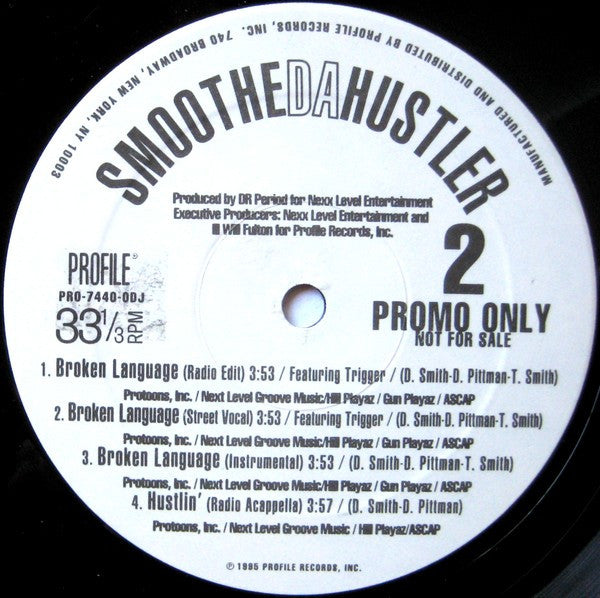 MANUFACTURED AND DISTRIBUTED BY PROFILE RECORDS, INC. 740 BROADWAY, NEW YORK, NY 10003
SMOOTHEDAHUSTLER
Produced by DR Period for Nexx Level Entertainment
Executive Producers: Nexx Level Entertainment and
Ill Will Fulton for Profile Records, Inc.
2
PROFILE®
PRO-7440-0DJ
33 1/3 RPM
PROMO ONLY
NOT FOR SALE
1. Broken Language (Radio Edit) 3:53 / Featuring Trigger / (D. Smith-D. Pittman-T. Smith)
Protoons, Inc. / Next Level Groove Music/Hill Playaz / Gun Playaz / ASCAP
2. Broken Language (Street Vocal) 3:53 / Featuring Trigger / (D. Smith-D. Pittman-T. Smith)
Protoons, Inc. / Next Level Groove Music/Hill Playaz / Gun Playaz / ASCAP
3. Broken Language (Instrumental) 3:53 / (D. Smith-D. Pittman-T. Smith)
Protoons, Inc. / Next Level Groove Music/Hill Playaz / Gun Playaz / ASCAP
4. Hustlin' (Radio Acappella) 3:57 / (D. Smith-D. Pittman)
Protoons, Inc. / Next Level Groove Music / Hill Playaz/ASCAP
℗ 1995 PROFILE RECORDS, INC.